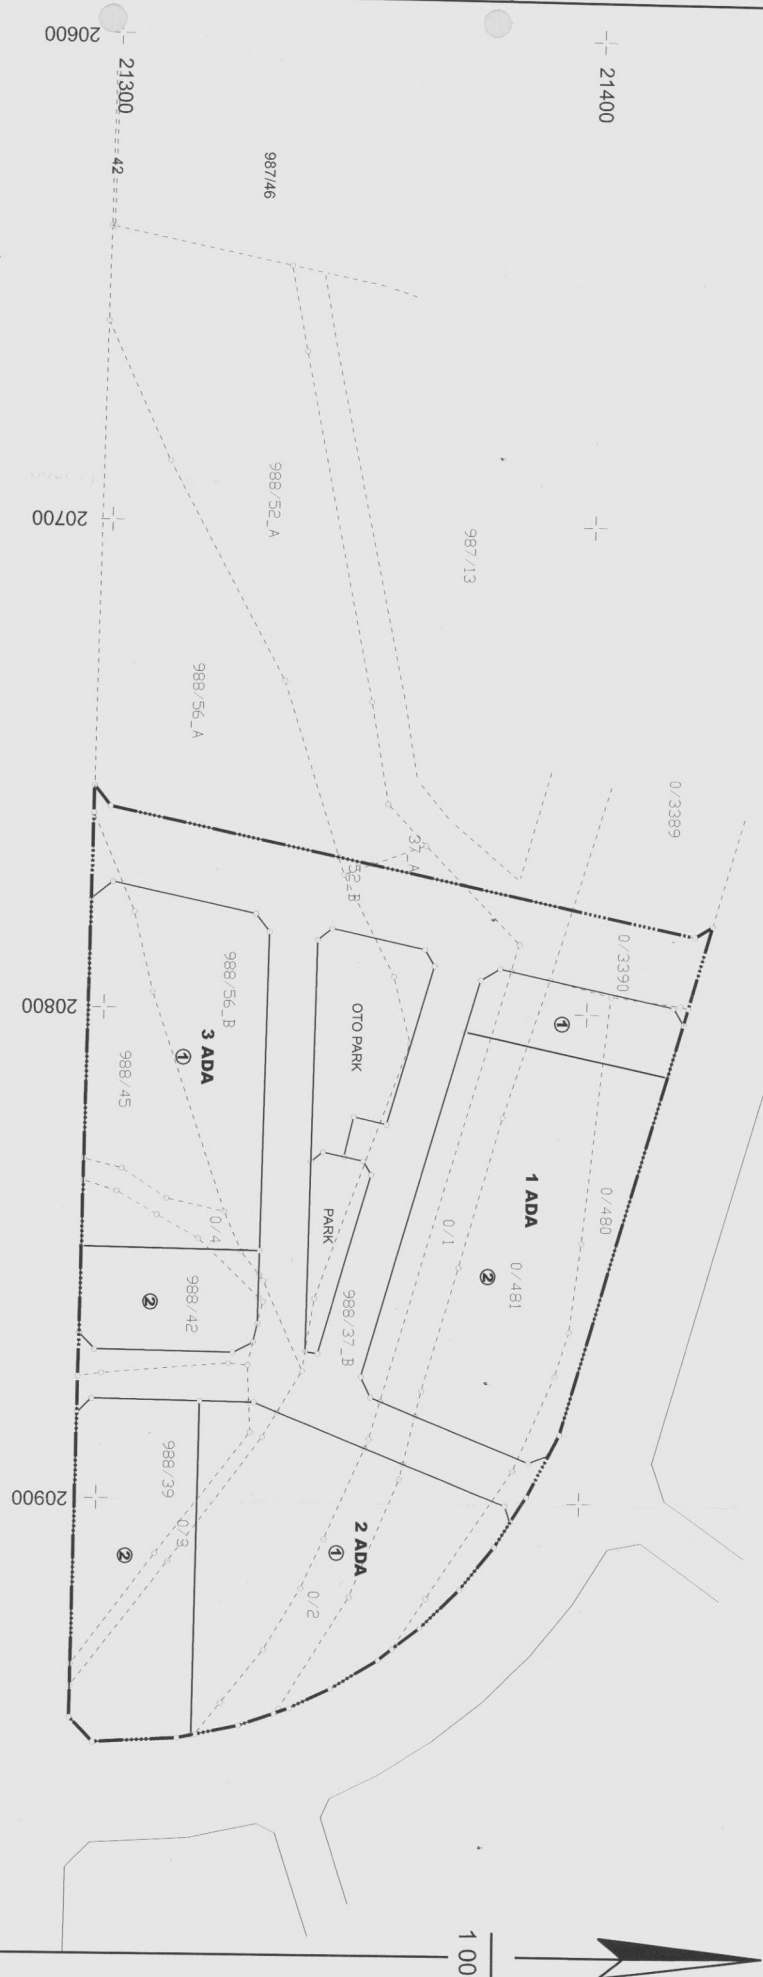 20600
21300
21400
42
987/46
988/52_A
987/13
20700
988/56_A
0/3389
37_A
52_B
0/3390
988/56_B
3 ADA
①
988/45
20800
OTO PARK
①
1 ADA
0/480
0/481
②
0/1
PARK
0/4
988/42
②
988/37_B
20900
988/39
0/3
②
2 ADA
①
0/2
1 00